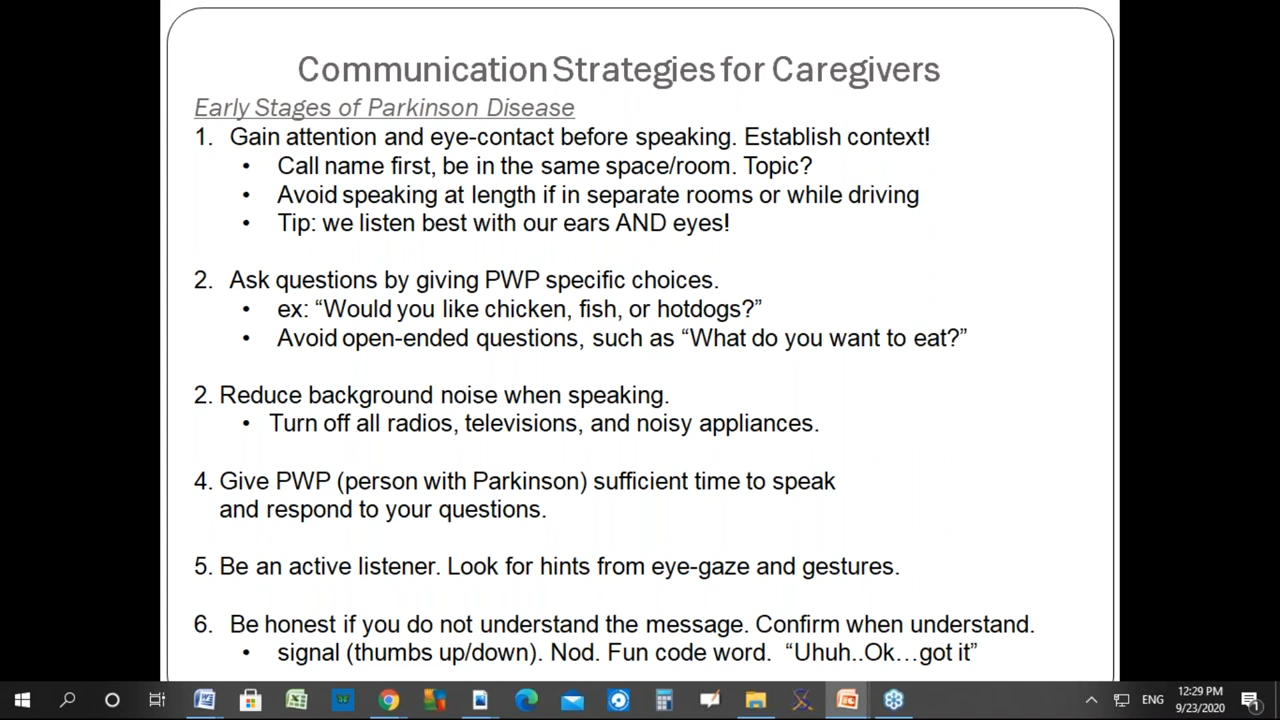 Communication Strategies for Caregivers
Early Stages of Parkinson Disease
1. Gain attention and eye-contact before speaking. Establish context!
• Call name first, be in the same space/room. Topic?
• Avoid speaking at length if in separate rooms or while driving
• Tip: we listen best with our ears AND eyes!
2. Ask questions by giving PWP specific choices.
• ex: “Would you like chicken, fish, or hotdogs?”
• Avoid open-ended questions, such as “What do you want to eat?”
2. Reduce background noise when speaking.
• Turn off all radios, televisions, and noisy appliances.
4. Give PWP (person with Parkinson) sufficient time to speak
and respond to your questions.
5. Be an active listener. Look for hints from eye-gaze and gestures.
6. Be honest if you do not understand the message. Confirm when understand.
• signal (thumbs up/down). Nod. Fun code word. “Uhuh..Ok…got it”
ENG
12:29 PM
9/23/2020
1